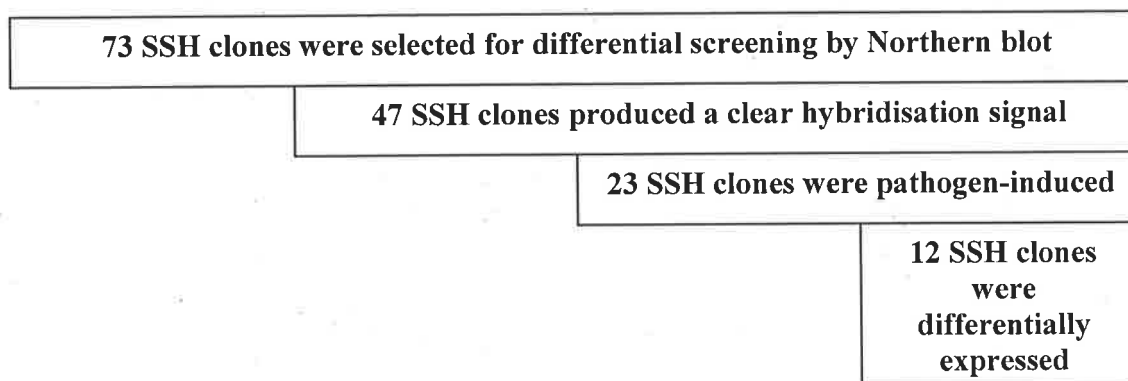 73 SSH clones were selected for differential screening by Northern blot
47 SSH clones produced a clear hybridisation signal
23 SSH clones were pathogen-induced
12 SSH clones
were
differentially
expressed